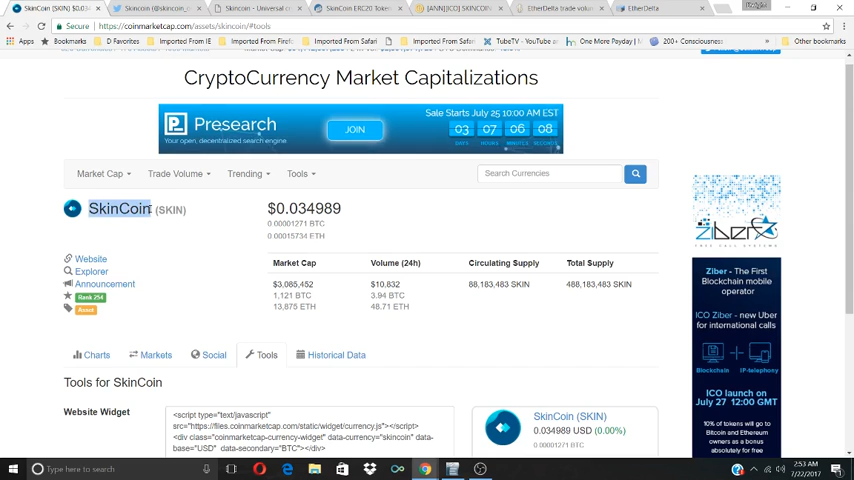 SkinCoin (SKIN) $0.034
Skincoin (@skincoin_
Skincoin - Universal cr
SkinCoin ERC20 Token
[ANN][ICO] SKINCOIN
EtherDelta trade volum
EtherDelta
Secure
https://coinmarketcap.com/assets/skincoin/#tools
Apps
Bookmarks
D Favorites
Imported From IE
Imported From Firef
Imported From Safari
Imported From Safari
TubeTV - YouTube
One More Payday
200+ Consciousness
Other bookmarks
CryptoCurrency Market Capitalizations
Presearch
Your open, decentralized search engine
JOIN
Sale Starts July 25 10:00 AM EST
03 07 06 08
DAYS HOURS MINUTES SECONDS
Market Cap
Trade Volume
Trending
Tools
Search Currencies
SkinCoin (SKIN)
$0.034989
0.00001271 BTC
0.00015734 ETH
Website
Explorer
Announcement
Rank 254
Asset
Market Cap Volume (24h) Circulating Supply Total Supply
$3,085,452 $10,832 88,183,483 SKIN 488,183,483 SKIN
1,121 BTC 3.94 BTC
13,875 ETH 48.71 ETH
Charts
Markets
Social
Tools
Historical Data
Tools for SkinCoin
Website Widget
<script type="text/javascript"
src="https://files.coinmarketcap.com/static/widget/currency.js"></script>
<div class="coinmarketcap-currency-widget" data-currency="skincoin" data-
base="USD" data-secondary="BTC"></div>
SkinCoin (SKIN)
0.034989 USD (0.00%)
0.00001271 BTC
ziber
FREE CALL SYSTEMS
Ziber - The First
Blockchain mobile
operator
ICO Ziber - new Uber
for international calls
Blockchain IP-telephony
ICO launch on
July 27 12:00 GMT
10% of tokens will go to
Bitcoin and Ethereum
owners as a bonus
absolutely for free
Type here to search
2:53 AM
7/22/2017